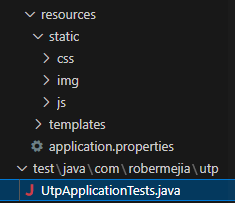 resources
static
css
img
js
templates
application.properties
test\java\com\robermejia\utp
J UtpApplicationTests.java